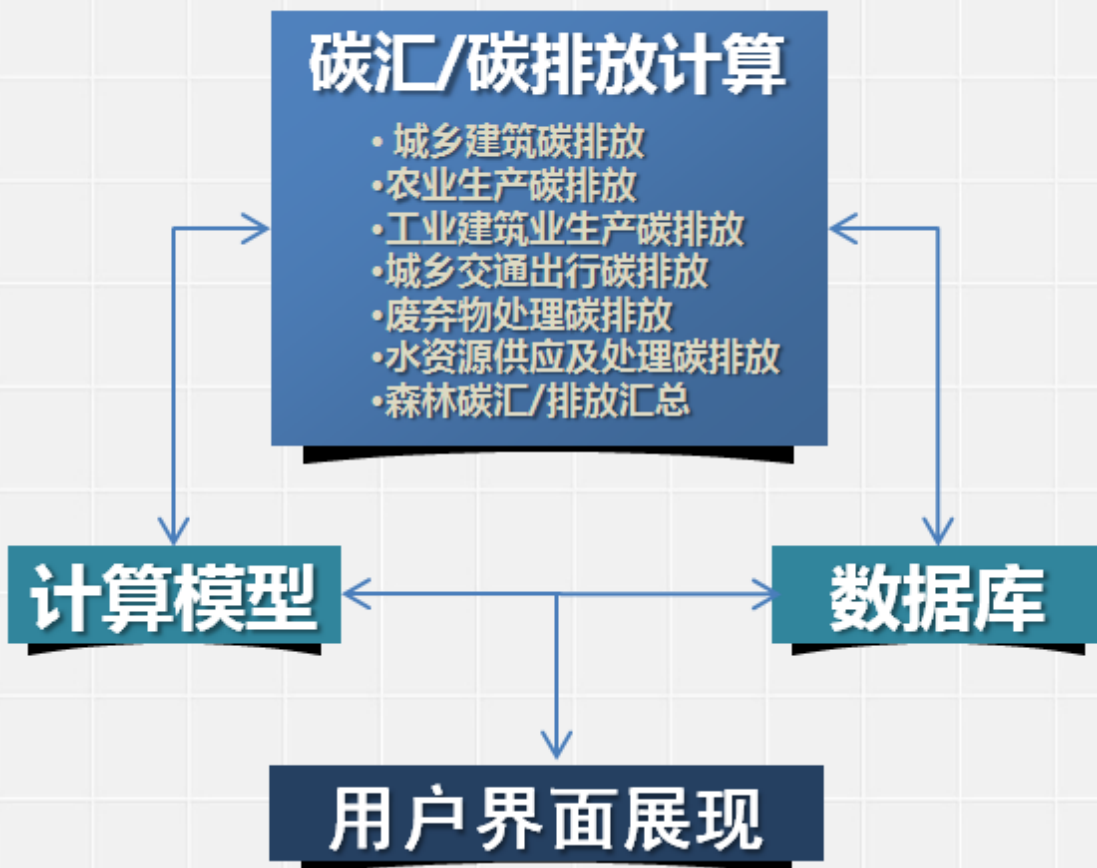 碳汇/碳排放计算
• 城乡建筑碳排放
•农业生产碳排放
•工业建筑业生产碳排放
•城乡交通出行碳排放
•废弃物处理碳排放
•水资源供应及处理碳排放
•森林碳汇/排放汇总
计算模型
数据库
用户界面展现